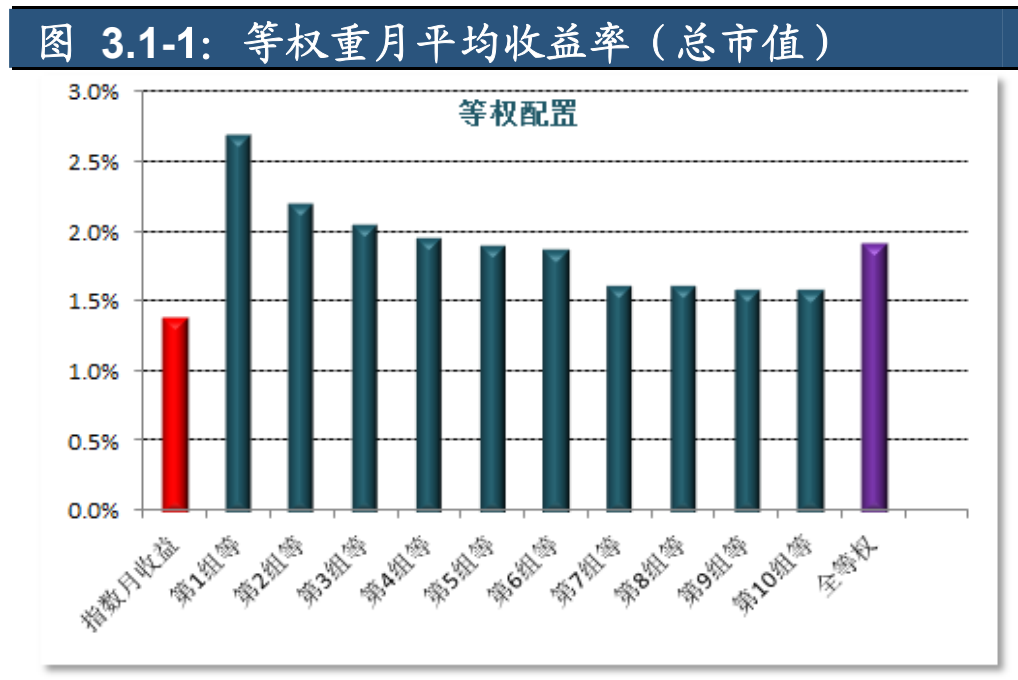 图 3.1-1: 等权重月平均收益率（总市值）
等权配置
3.0%
2.5%
2.0%
1.5%
1.0%
0.5%
0.0%
指数月收益
第1组等
第2组等
第3组等
第4组等
第5组等
第6组等
第7组等
第8组等
第9组等
第10组等
全等权